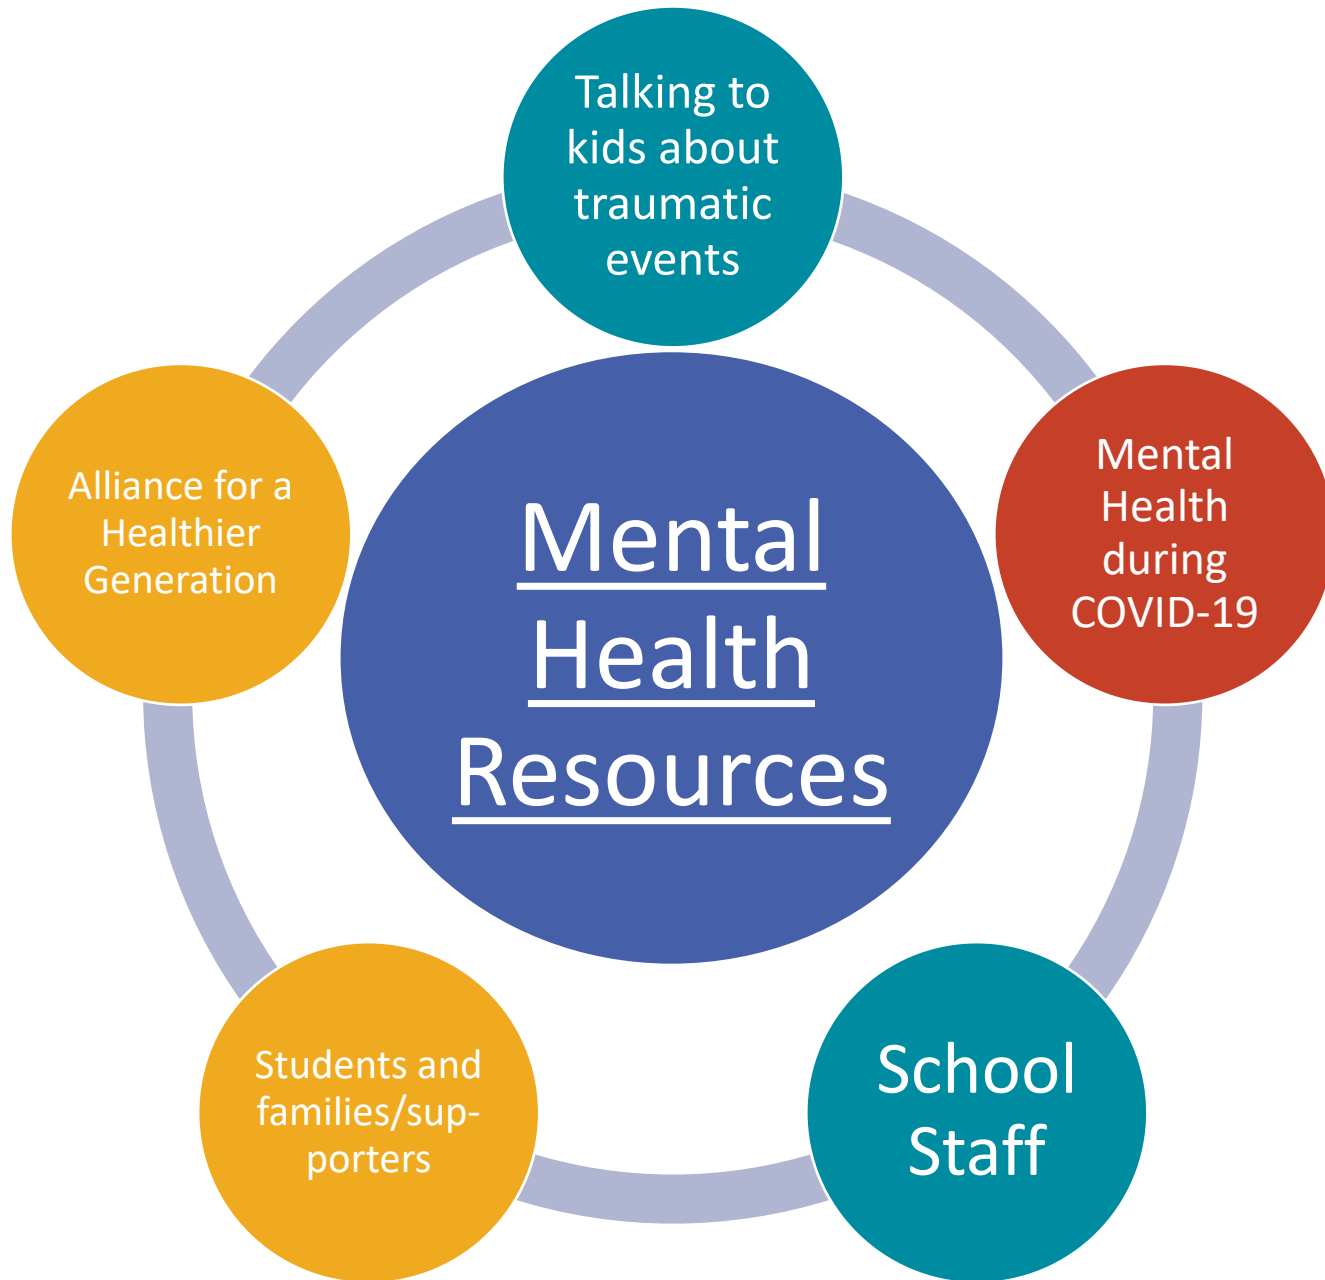 Talking to
kids about
traumatic
events
Mental
Health
during
COVID-19
Alliance for a
Healthier
Generation
Mental
Health
Resources
School
Staff
Students and
families/sup-
porters